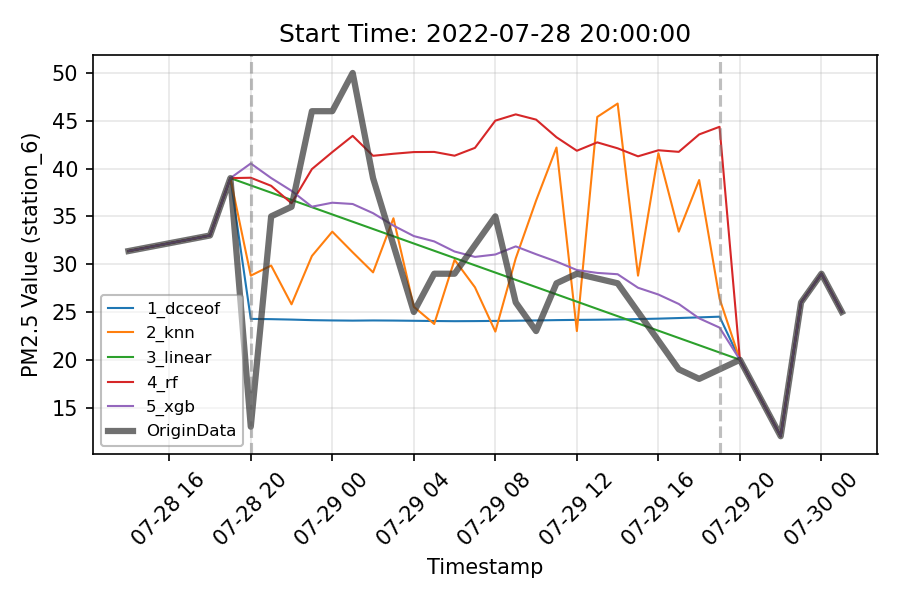 Start Time: 2022-07-28 20:00:00
PM2.5 Value (station_6)
50
45
40
35
30
25
20
15
1_dcceof
2_knn
3_linear
4_rf
5_xgb
OriginData
07-28 16
07-28 20
07-29 00
07-29 04
07-29 08
07-29 12
07-29 16
07-29 20
07-30 00
Timestamp